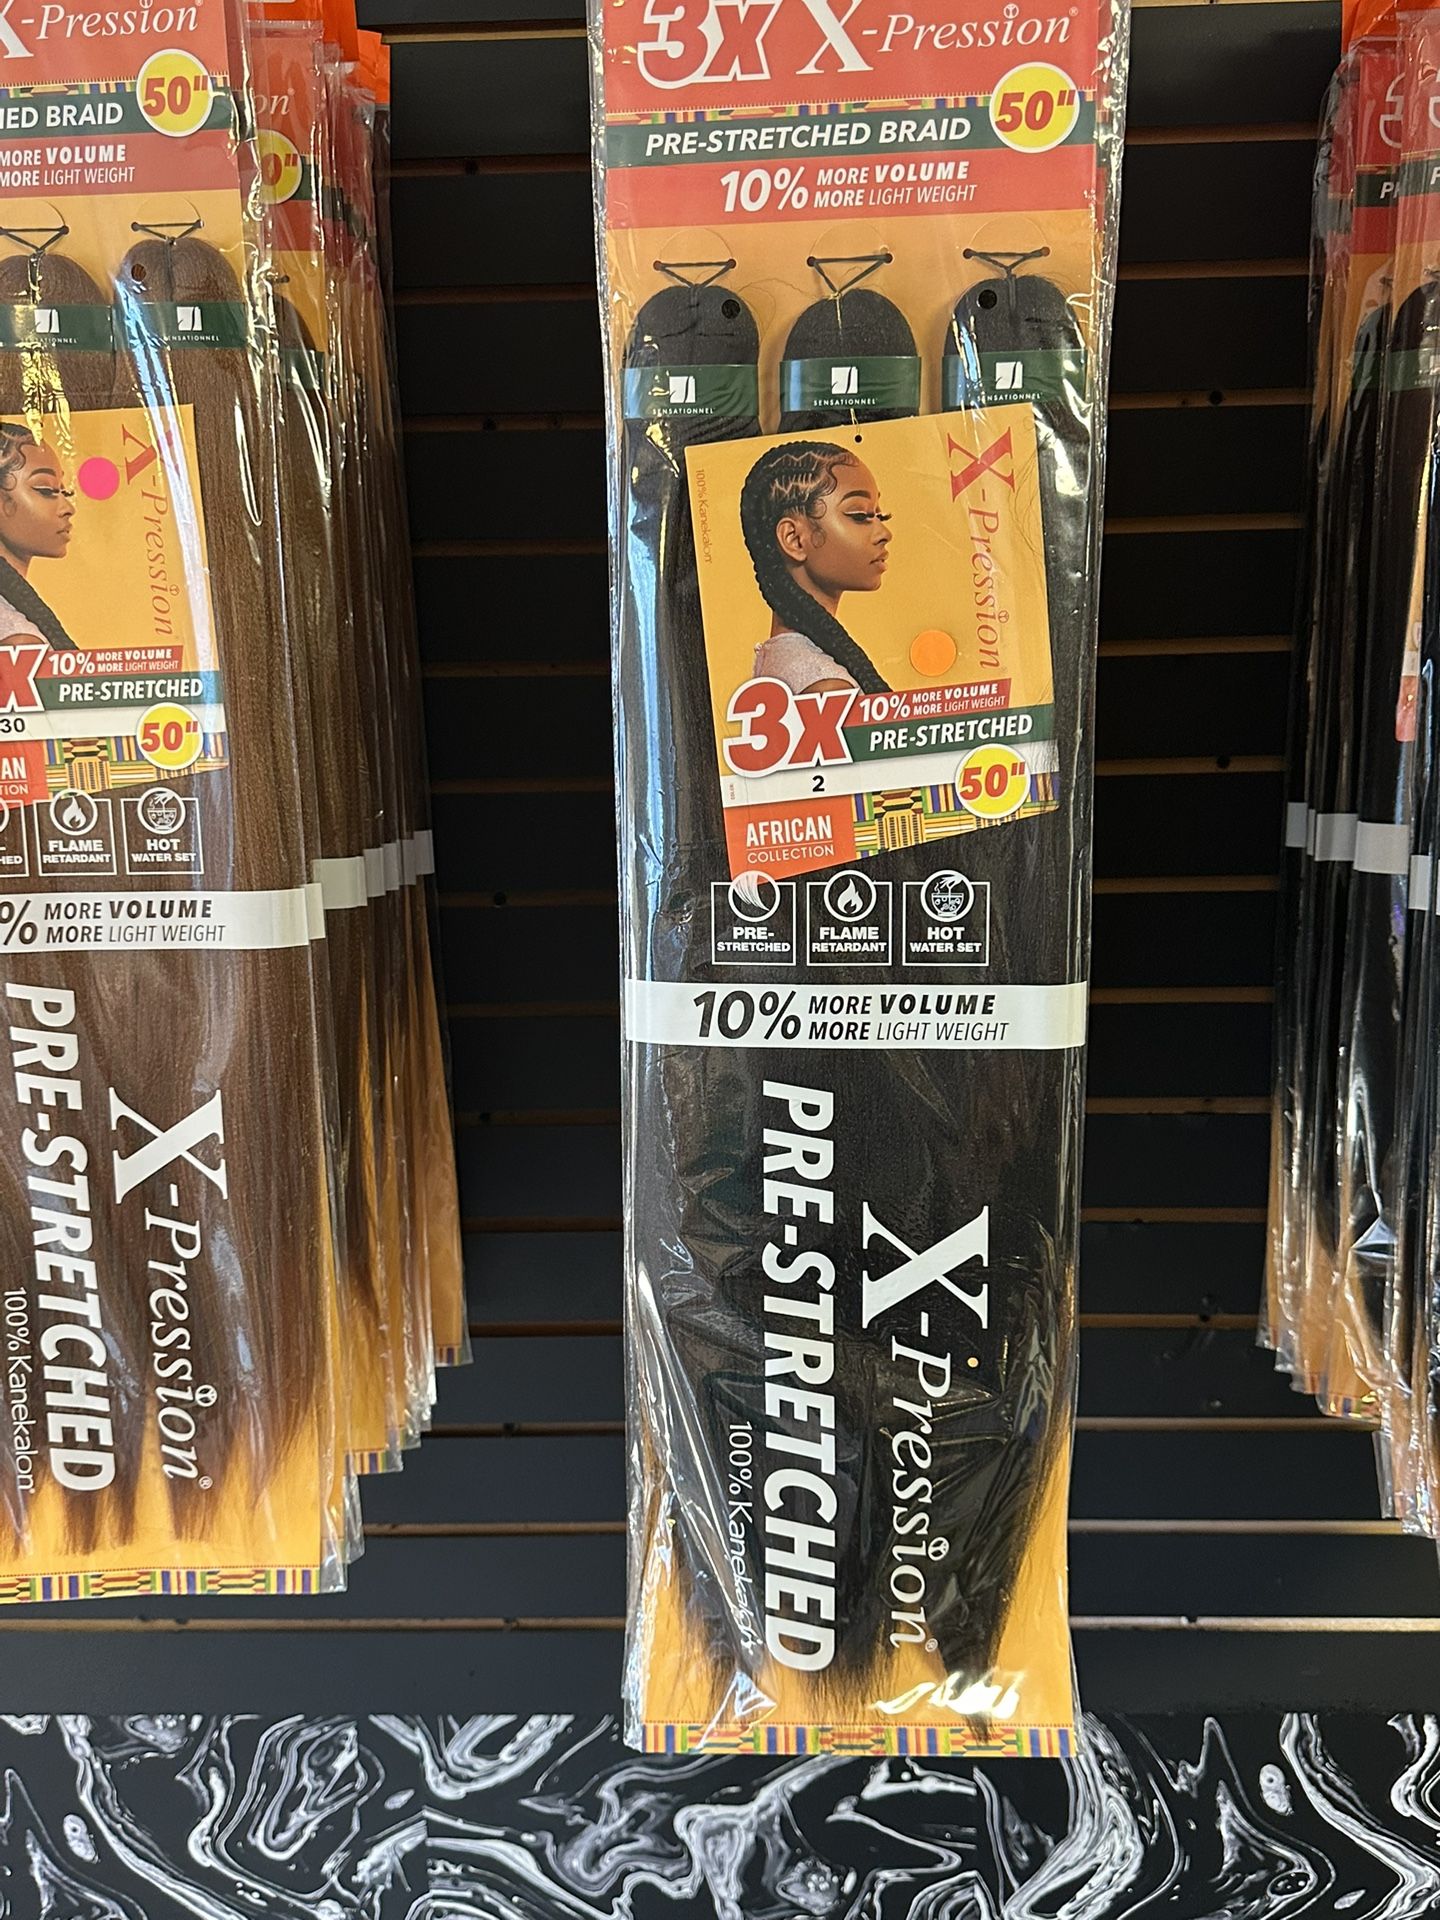 X-Pression
50"
HED BRAID
MORE VOLUME
MORE LIGHT WEIGHT
SENSATIONNEL
X-Pression
10% MORE VOLUME
MORE LIGHT WEIGHT
PRE-STRETCHED
30
50"
FLAME
RETARDANT
HOT
WATER SET
% MORE VOLUME
MORE LIGHT WEIGHT
PRE-STRETCHED
X-Pression®
100% Kanekalon
3X X-Pression®
PRE-STRETCHED BRAID
50"
10% MORE VOLUME
MORE LIGHT WEIGHT
SENSATIONNEL
SENSATIONNEL
SENSATIONNEL
100% Kanekalon
X-Pression
3X
10% MORE VOLUME
MORE LIGHT WEIGHT
PRE-STRETCHED
2
50"
AFRICAN
COLLECTION
PRE-
STRETCHED
FLAME
RETARDANT
HOT
WATER SET
10% MORE VOLUME
MORE LIGHT WEIGHT
PRE-STRETCHED
X-Pression®
100% Kanekalon